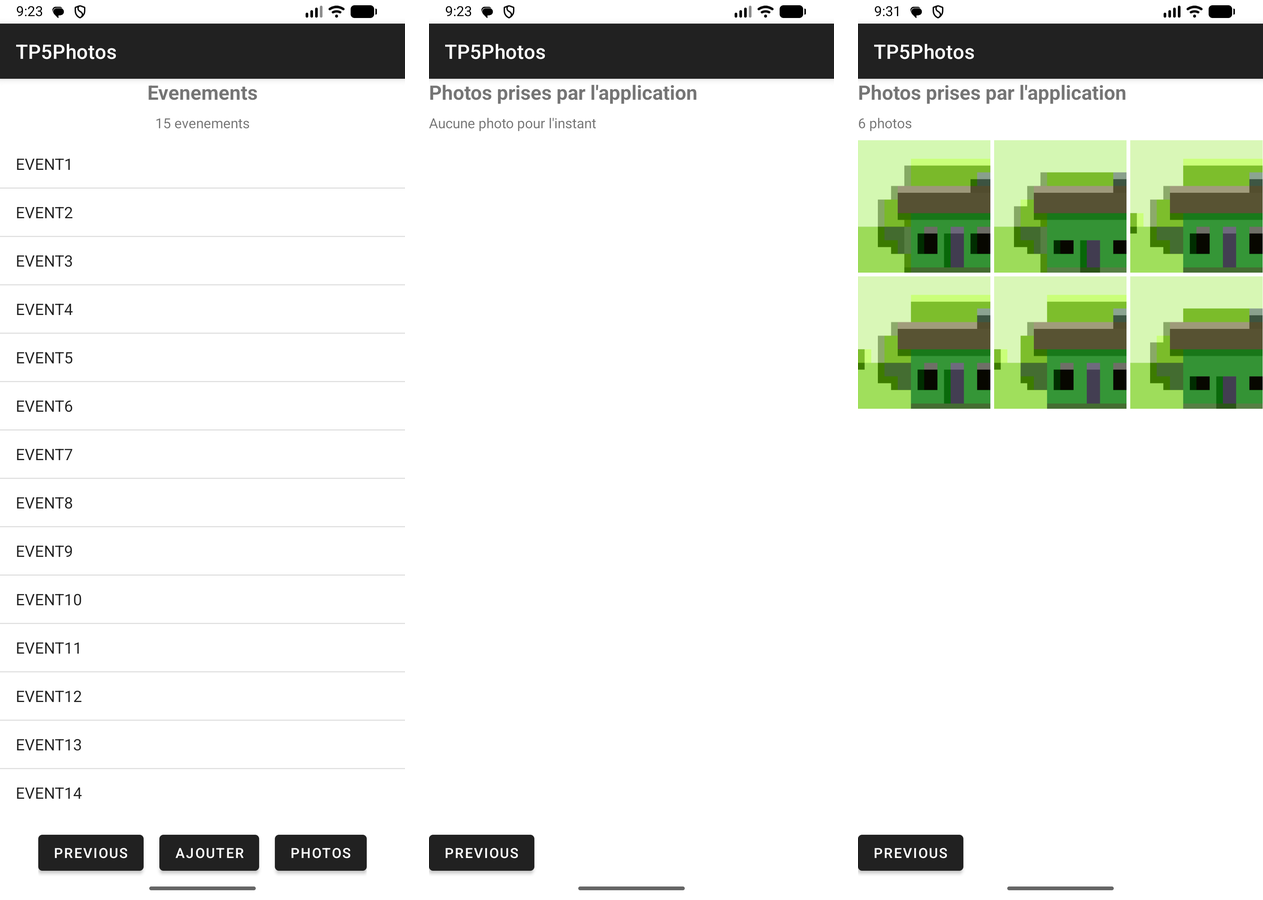 9:23
TP5Photos
Evenements
15 evenements
EVENT1
EVENT2
EVENT3
EVENT4
EVENT5
EVENT6
EVENT7
EVENT8
EVENT9
EVENT10
EVENT11
EVENT12
EVENT13
EVENT14
PREVIOUS AJOUTER PHOTOS
9:23
TP5Photos
Photos prises par l'application
Aucune photo pour l'instant
PREVIOUS
9:31
TP5Photos
Photos prises par l'application
6 photos
PREVIOUS